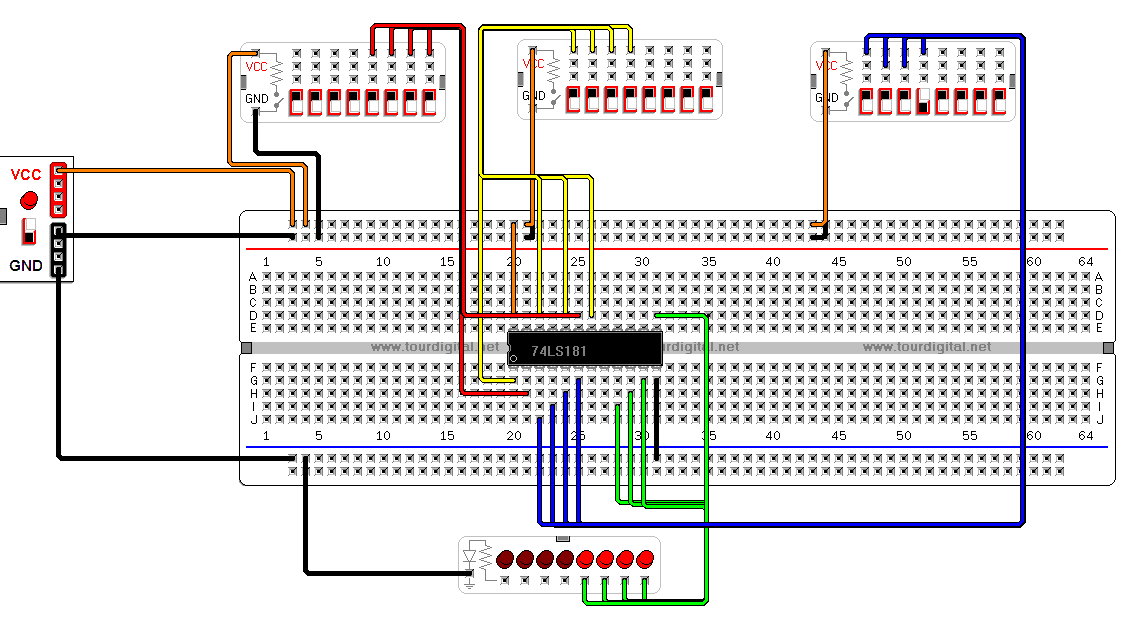 VCC
GND
VCC
GND
VCC
GND
VCC
GND
1 5 10 15 20 25 30 35 40 45 50 55 60 64
A A
B B
C C
D D
E E
www.tourdigital.net www.tourdigital.net www.tourdigital.net
74LS181
F F
G G
H H
I I
J J
1 5 10 15 20 25 30 35 40 45 50 55 60 64